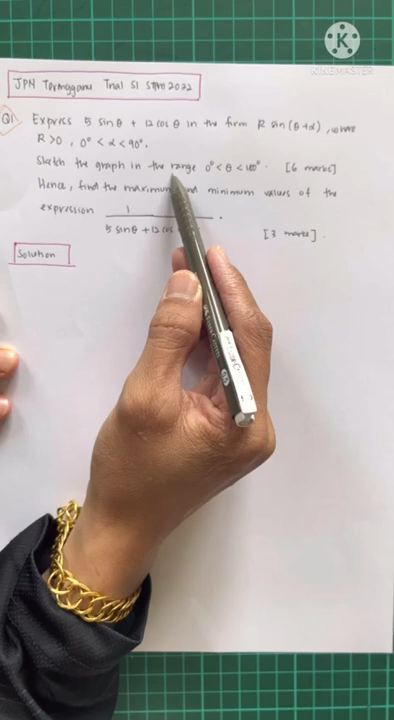 KINEMASTER
JPN Terengganu Trial S1 STPM 2022
Q1 Express 5 sin θ + 12 cos θ in the form R sin (θ+α), where
R > 0, 0° < α < 90°.
Sketch the graph in the range 0° < θ < 180°. [6 marks]
Hence, find the maximum and minimum values of the
expression 1
5 sin θ + 12 cos
[3 marks].
Solution